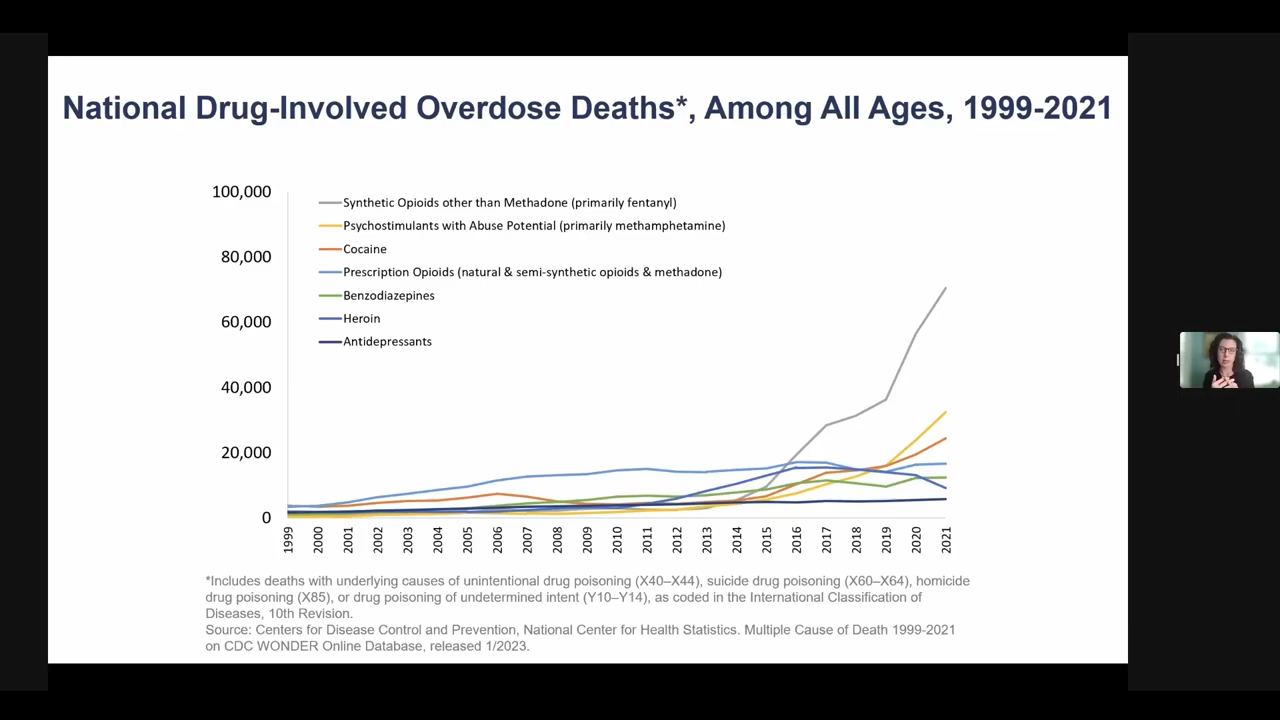 National Drug-Involved Overdose Deaths*, Among All Ages, 1999-2021
100,000
80,000
60,000
40,000
20,000
0
Synthetic Opioids other than Methadone (primarily fentanyl)
Psychostimulants with Abuse Potential (primarily methamphetamine)
Cocaine
Prescription Opioids (natural & semi-synthetic opioids & methadone)
Benzodiazepines
Heroin
Antidepressants
1999
2000
2001
2002
2003
2004
2005
2006
2007
2008
2009
2010
2011
2012
2013
2014
2015
2016
2017
2018
2019
2020
2021
*Includes deaths with underlying causes of unintentional drug poisoning (X40–X44), suicide drug poisoning (X60–X64), homicide
drug poisoning (X85), or drug poisoning of undetermined intent (Y10–Y14), as coded in the International Classification of
Diseases, 10th Revision.
Source: Centers for Disease Control and Prevention, National Center for Health Statistics. Multiple Cause of Death 1999-2021
on CDC WONDER Online Database, released 1/2023.